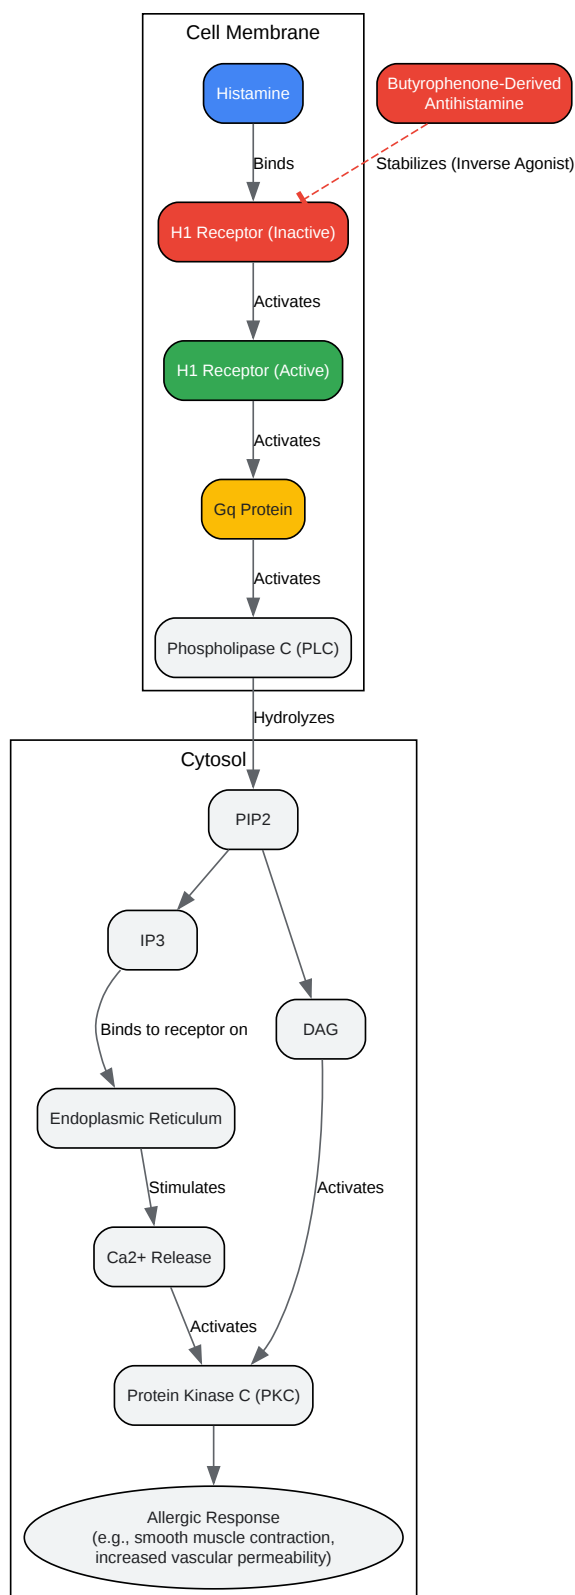 Cell Membrane
Histamine
Butyrophenone-Derived
Antihistamine
Binds
Stabilizes (Inverse Agonist)
H1 Receptor (Inactive)
Activates
H1 Receptor (Active)
Activates
Gq Protein
Activates
Phospholipase C (PLC)
Hydrolyzes
Cytosol
PIP2
IP3
DAG
Binds to receptor on
Endoplasmic Reticulum
Stimulates
Activates
Ca2+ Release
Activates
Protein Kinase C (PKC)
Allergic Response
(e.g., smooth muscle contraction,
increased vascular permeability)